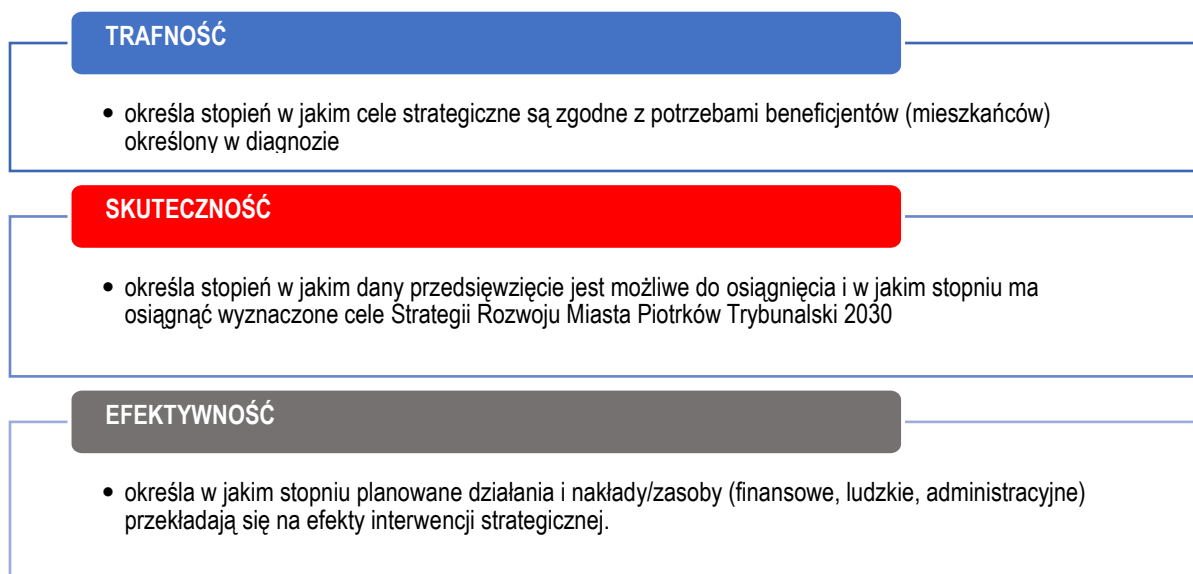 TRAFNOŚĆ
• określa stopień w jakim cele strategiczne są zgodne z potrzebami beneficjentów (mieszkańców)
określony w diagnozie
SKUTECZNOŚĆ
• określa stopień w jakim dany przedsięwzięcie jest możliwe do osiągnięcia i w jakim stopniu ma
osiągnąć wyznaczone cele Strategii Rozwoju Miasta Piotrków Trybunalski 2030
EFEKTYWNOŚĆ
• określa w jakim stopniu planowane działania i nakłady/zasoby (finansowe, ludzkie, administracyjne)
przekładają się na efekty interwencji strategicznej.